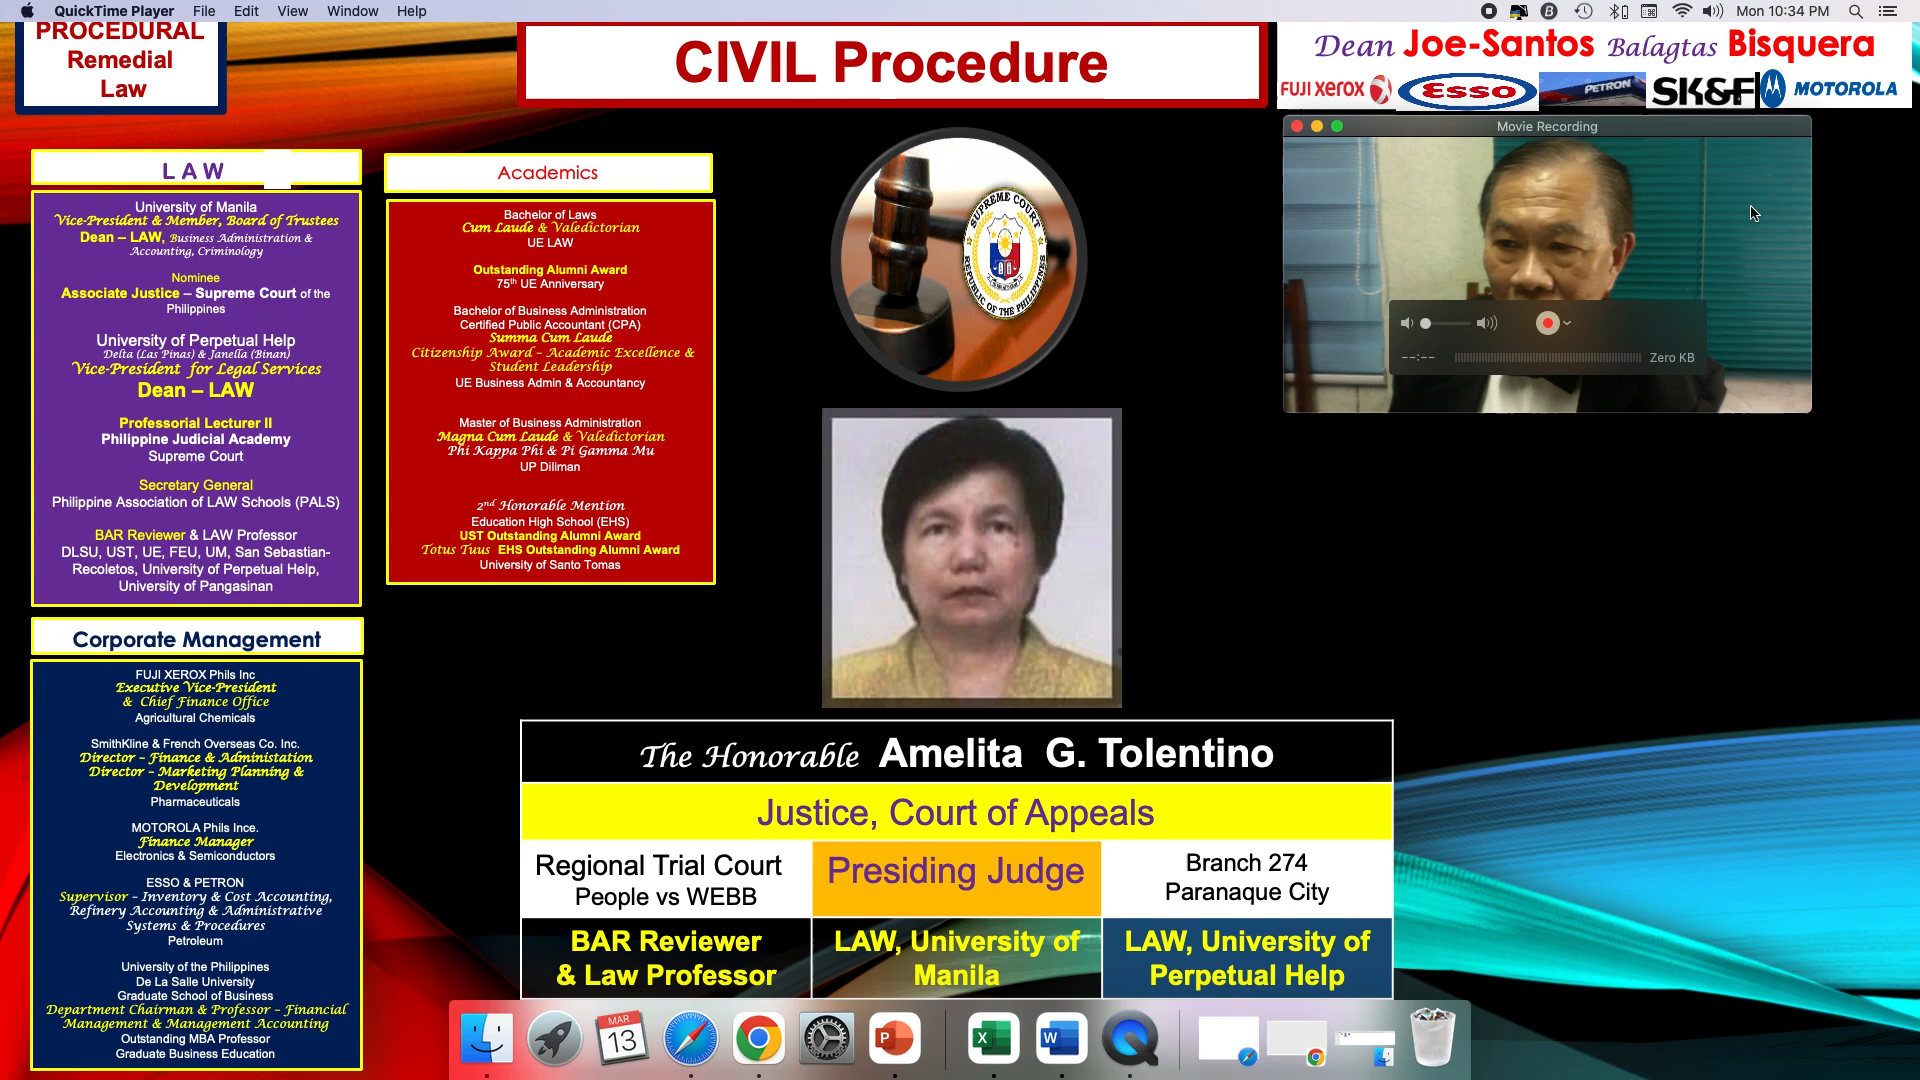 QuickTime Player File Edit View Window Help Mon 10:34 PM
PROCEDURAL
Remedial
Law
CIVIL Procedure
Dean Joe-Santos Balagtas Bisquera
FUJI XEROX Esso PETRON SK&F MOTOROLA
Movie Recording
--:-- Zero KB
L A W
University of Manila
Vice-President & Member, Board of Trustees
Dean – LAW, Business Administration &
Accounting, Criminology
Nominee
Associate Justice – Supreme Court of the
Philippines
University of Perpetual Help
Delta (Las Pinas) & Janella (Binan)
Vice-President for Legal Services
Dean – LAW
Professorial Lecturer II
Philippine Judicial Academy
Supreme Court
Secretary General
Philippine Association of LAW Schools (PALS)
BAR Reviewer & LAW Professor
DLSU, UST, UE, FEU, UM, San Sebastian-
Recoletos, University of Perpetual Help,
University of Pangasinan
Academics
Bachelor of Laws
Cum Laude & Valedictorian
UE LAW
Outstanding Alumni Award
75th UE Anniversary
Bachelor of Business Administration
Certified Public Accountant (CPA)
Summa Cum Laude
Citizenship Award – Academic Excellence &
Student Leadership
UE Business Admin & Accountancy
Master of Business Administration
Magna Cum Laude & Valedictorian
Phi Kappa Phi & Pi Gamma Mu
UP Diliman
2nd Honorable Mention
Education High School (EHS)
UST Outstanding Alumni Award
Totus Tuus EHS Outstanding Alumni Award
University of Santo Tomas
SUPREME COURT
REPUBLIC OF THE PHILIPPINES
Corporate Management
FUJI XEROX Phils Inc
Executive Vice-President
& Chief Finance Office
Agricultural Chemicals
SmithKline & French Overseas Co. Inc.
Director – Finance & Administation
Director – Marketing Planning &
Development
Pharmaceuticals
MOTOROLA Phils Ince.
Finance Manager
Electronics & Semiconductors
ESSO & PETRON
Supervisor – Inventory & Cost Accounting,
Refinery Accounting & Administrative
Systems & Procedures
Petroleum
University of the Philippines
De La Salle University
Graduate School of Business
Department Chairman & Professor – Financial
Management & Management Accounting
Outstanding MBA Professor
Graduate Business Education
The Honorable Amelita G. Tolentino
Justice, Court of Appeals
Regional Trial Court
People vs WEBB
Presiding Judge
Branch 274
Paranaque City
BAR Reviewer
& Law Professor
LAW, University of
Manila
LAW, University of
Perpetual Help
MAR
13
P
X
W